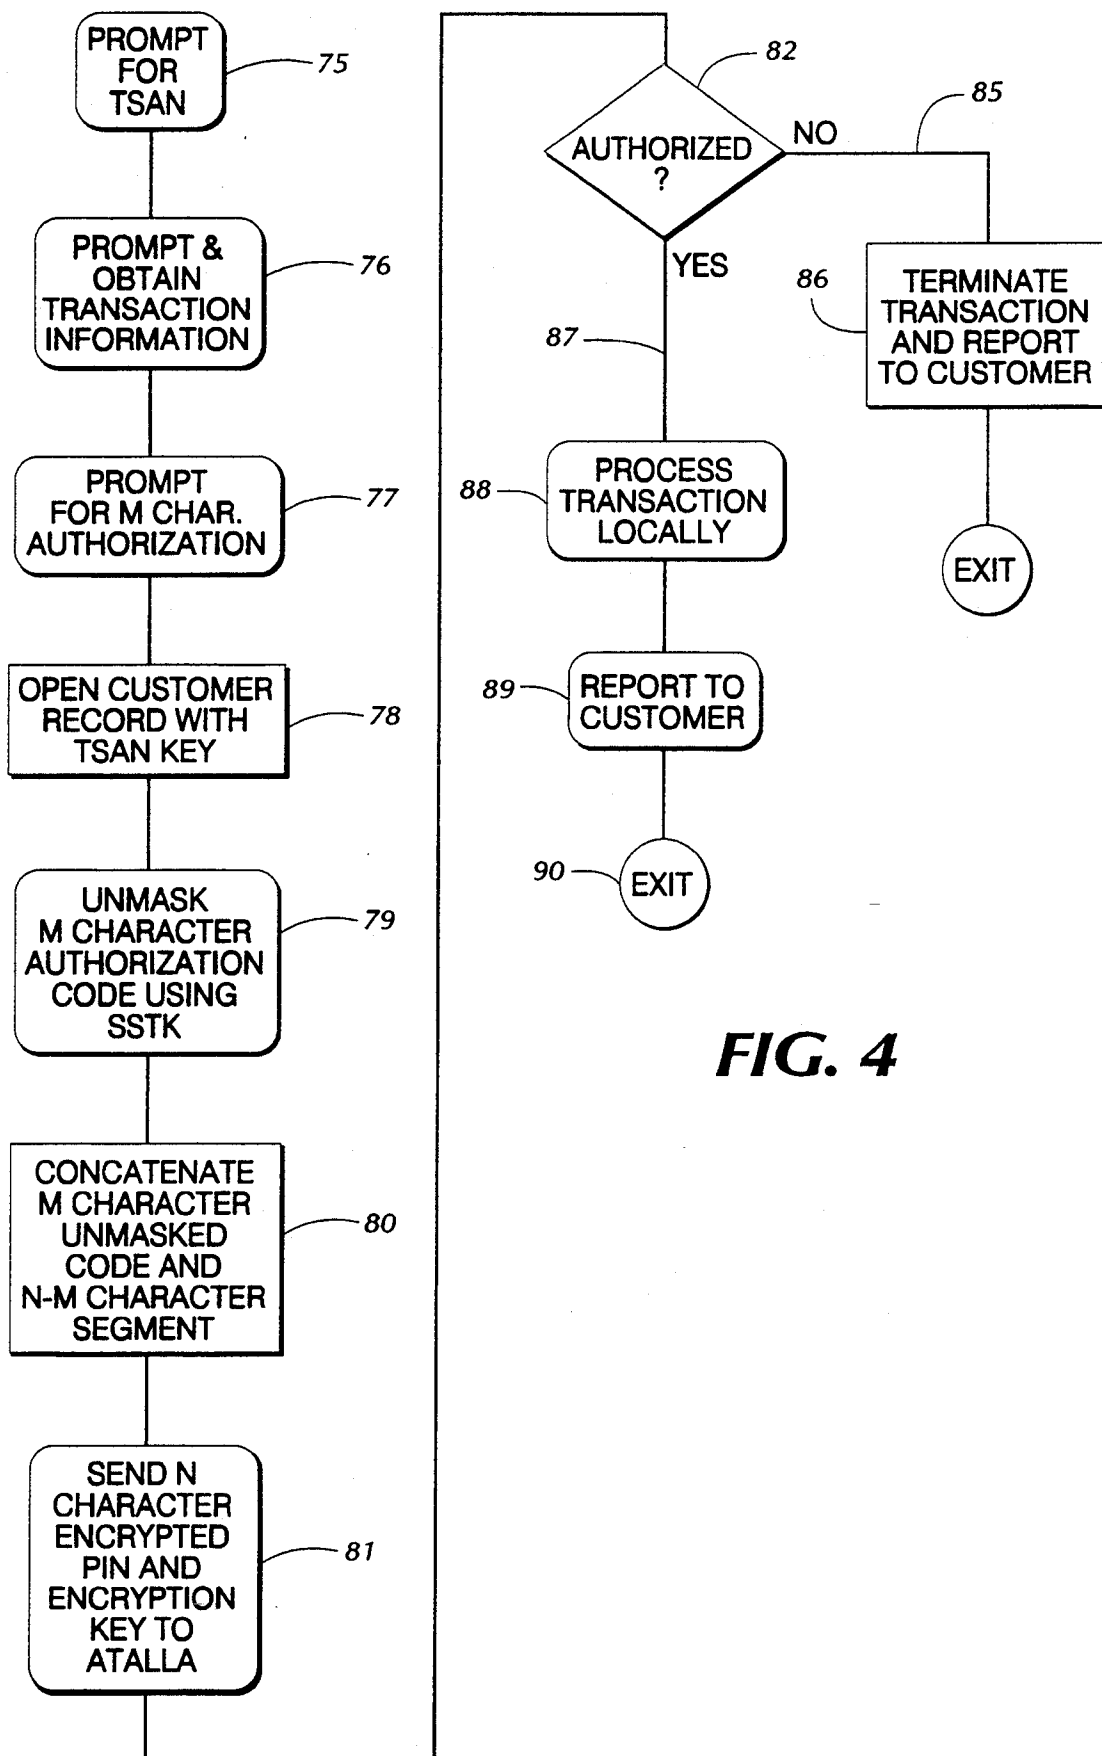 PROMPT
FOR
TSAN
75
PROMPT &
OBTAIN
TRANSACTION
INFORMATION
76
PROMPT
FOR M CHAR.
AUTHORIZATION
77
OPEN CUSTOMER
RECORD WITH
TSAN KEY
78
UNMASK
M CHARACTER
AUTHORIZATION
CODE USING
SSTK
79
CONCATENATE
M CHARACTER
UNMASKED
CODE AND
N-M CHARACTER
SEGMENT
80
SEND N
CHARACTER
ENCRYPTED
PIN AND
ENCRYPTION
KEY TO
ATALLA
81
82
AUTHORIZED
?
NO
85
YES
86
TERMINATE
TRANSACTION
AND REPORT
TO CUSTOMER
EXIT
87
88
PROCESS
TRANSACTION
LOCALLY
89
REPORT TO
CUSTOMER
90
EXIT
FIG. 4